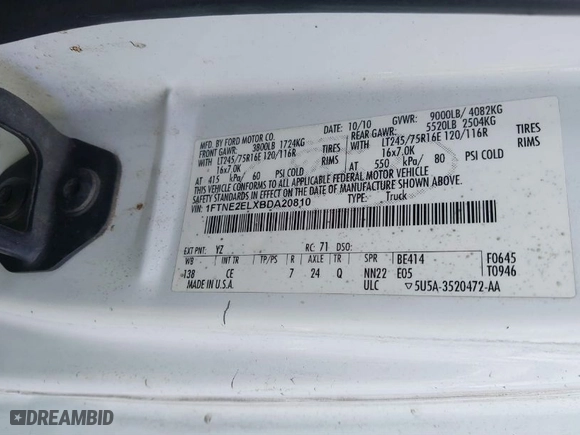 MFD. BY FORD MOTOR CO.
10/10 GVWR: 9000LB/ 4082KG
FRONT GAWR: 3800LB 1724KG
REAR GAWR: 5520LB 2504KG
LT245/75R16E 120/116R TIRES
WITH
LT245/75R16E 120/116R TIRES
WITH
16x7.0K RIMES
16x7.0K RIMS
AT 415 kPa/ 60 PSI COLD
AT 550 kPa/ 80 PSI COLD
THIS VEHICLE CONFORMS TO ALL APPLICABLE FEDERAL MOTOR VEHICLE
SAFETY STANDARD IN EFFECT ON THE DATE OF MANUFACTURE SHOWN ABOVE.
VIN: 1FTNE2ELXBDA20810
TYPE: Truck
EXT PNT: YZ RC: 71 DSO:
WB INT TR TP/PS R AXLE TR SPR BE414 F0645
138 CE 7 24 Q NN22 E05 T0946
MADE IN U.S.A. ULC ▽5U5A-3520472-AA
DREAMBID